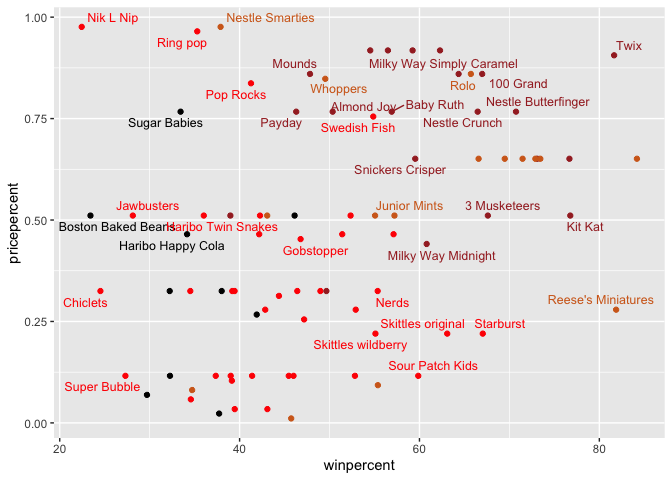 1.00
Nik L Nip
Nestle Smarties
Ring pop
Twix
Mounds
Milky Way Simply Caramel
Whoppers
Rolo
100 Grand
Pop Rocks
Almond Joy
Baby Ruth
Nestle Butterfinger
0.75
Sugar Babies
Payday
Swedish Fish
Nestle Crunch
Snickers Crisper
Jawbusters
Junior Mints
3 Musketeers
0.50
Boston Baked Beans
Haribo Twin Snakes
Kit Kat
Haribo Happy Cola
Gobstopper
Milky Way Midnight
Chiclets
Nerds
Reese's Miniatures
0.25
Skittles original
Starburst
Skittles wildberry
Sour Patch Kids
Super Bubble
0.00
20
40
60
80
winpercent
pricepercent